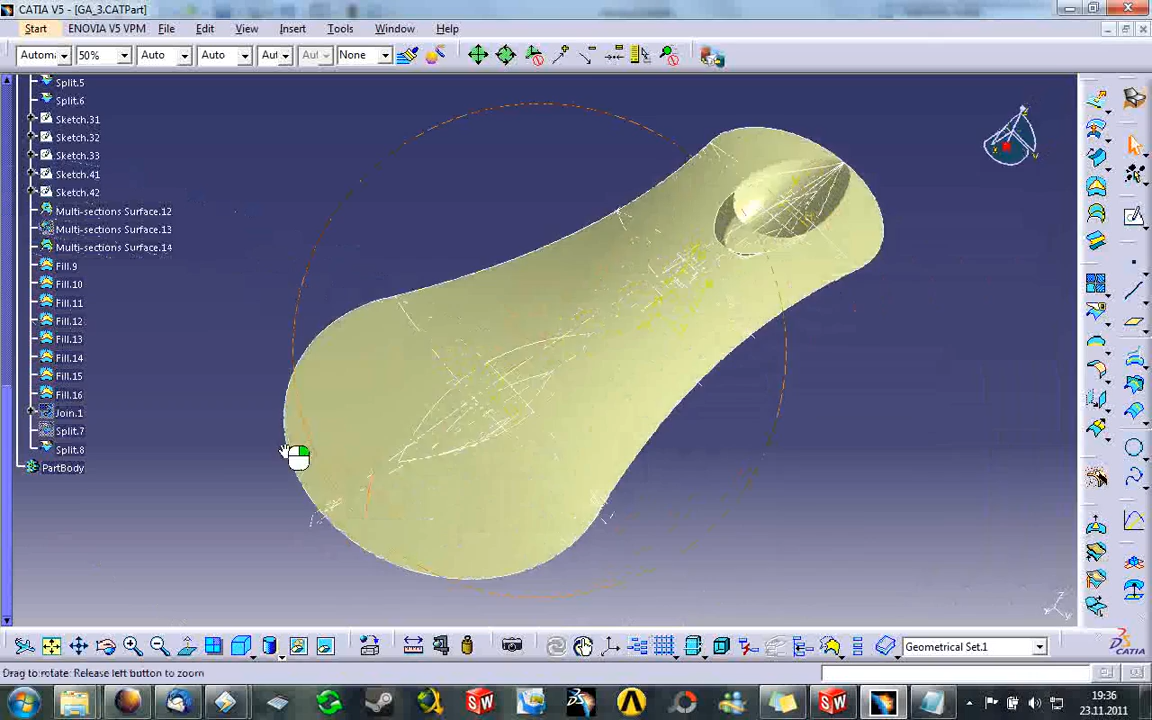 CATIA V5 - [GA_3.CATPart]
Start ENOVIA V5 VPM File Edit View Insert Tools Window Help
Autom 50% Auto Auto Aut Aut None
Split.5
Split.6
Sketch.31
Sketch.32
Sketch.33
Sketch.41
Sketch.42
Multi-sections Surface.12
Multi-sections Surface.13
Multi-sections Surface.14
Fill.9
Fill.10
Fill.11
Fill.12
Fill.13
Fill.14
Fill.15
Fill.16
Join.1
Split.7
Split.8
PartBody
Geometrical Set.1
CATIA
Drag to rotate: Release left button to zoom
19:36
23.11.2011